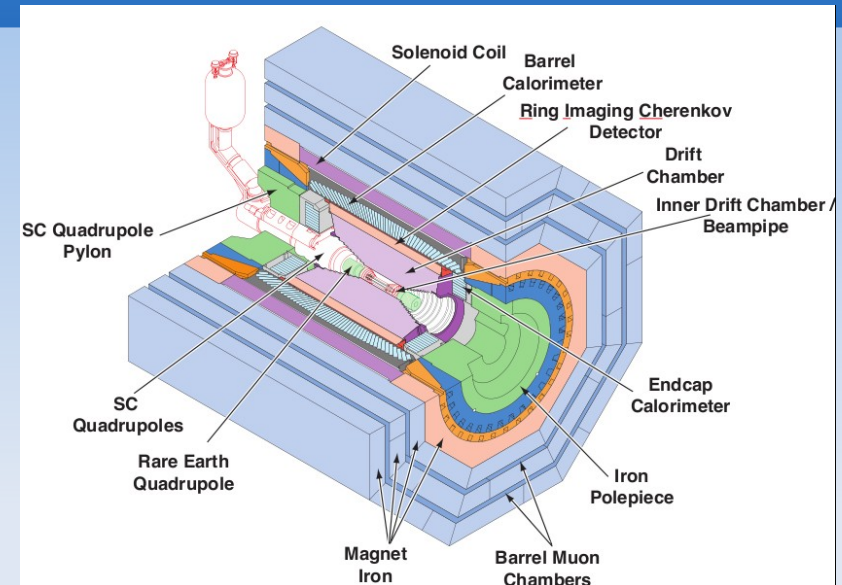 Solenoid Coil
Barrel
Calorimeter
Ring Imaging Cherenkov
Detector
Drift
Chamber
Inner Drift Chamber /
Beampipe
SC Quadrupole
Pylon
SC
Quadrupoles
Rare Earth
Quadrupole
Magnet
Iron
Barrel Muon
Chambers
Iron
Polepiece
Endcap
Calorimeter